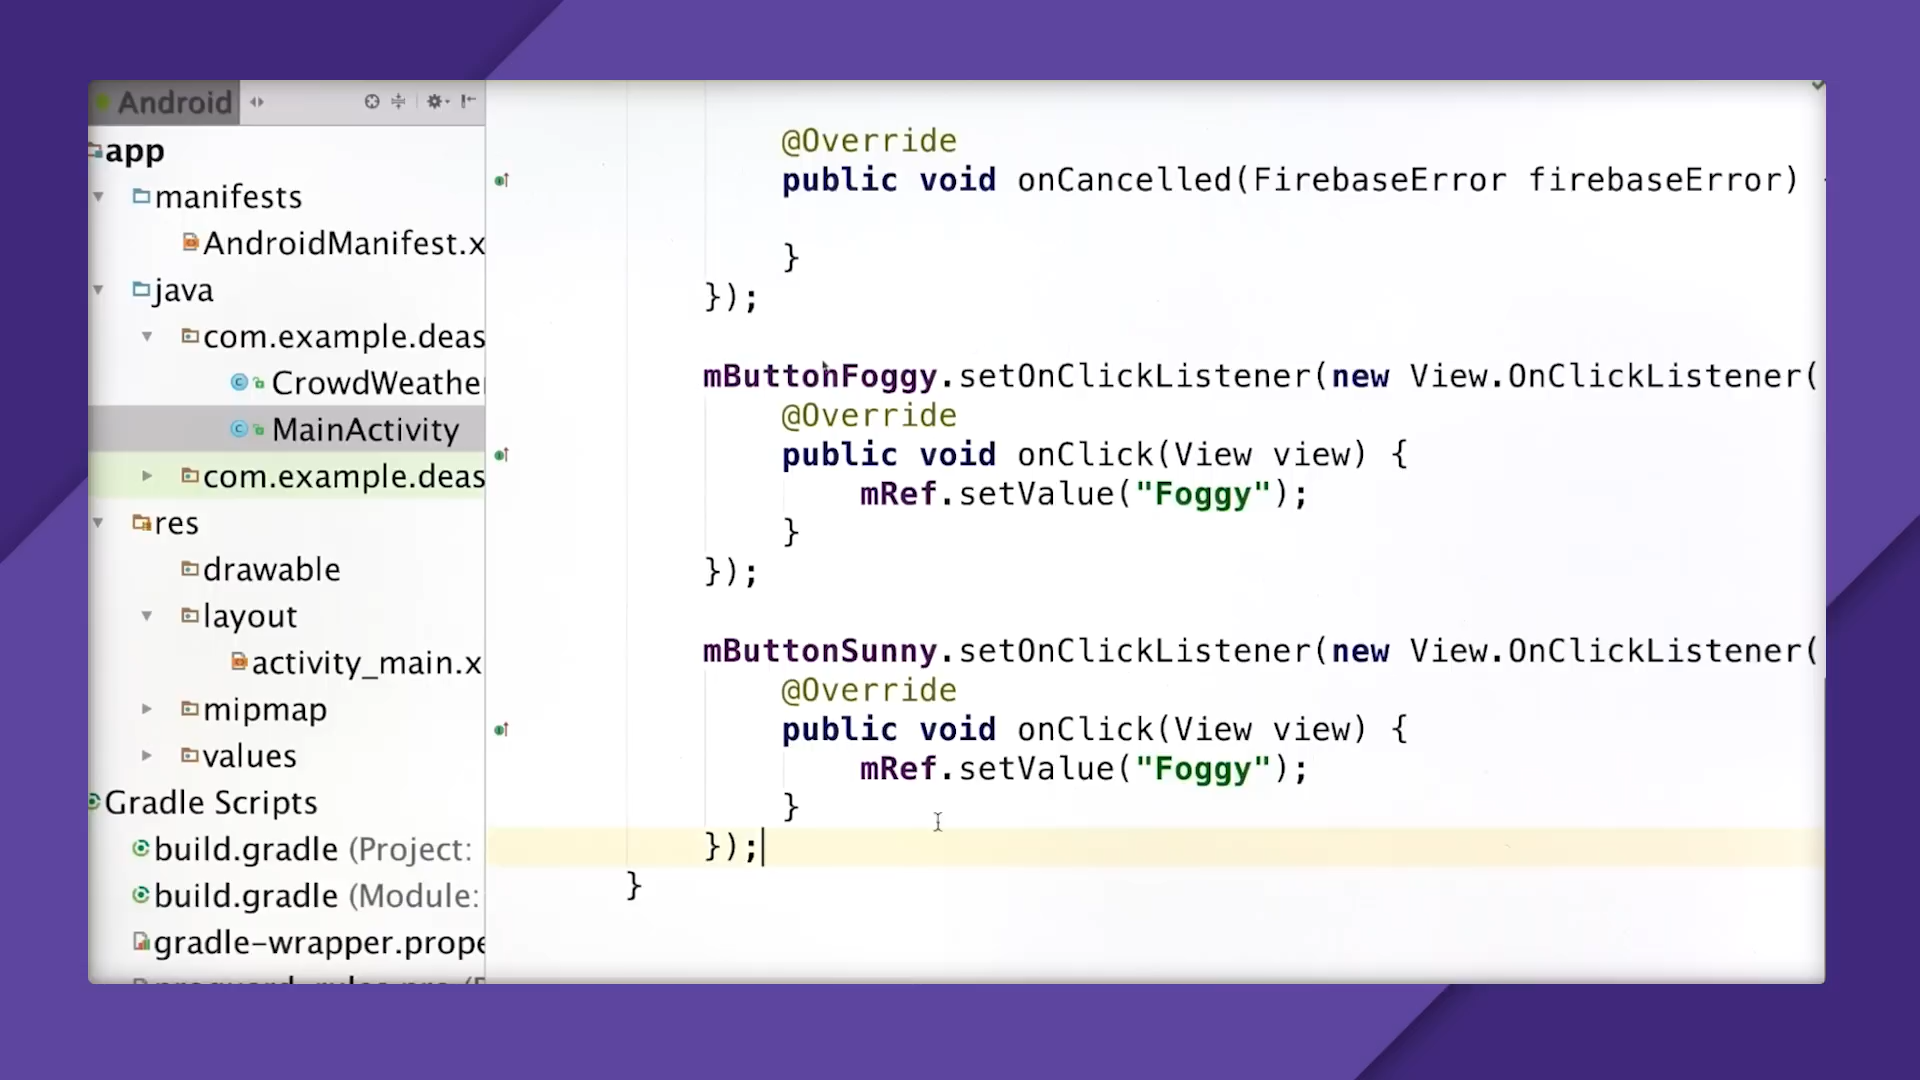 Android
app
manifests
AndroidManifest.x
java
com.example.deas
CrowdWeather
MainActivity
com.example.deas
res
drawable
layout
activity_main.x
mipmap
values
Gradle Scripts
build.gradle (Project:
build.gradle (Module:
gradle-wrapper.prope
@Override
public void onCancelled(FirebaseError firebaseError)
}
});
mButtonFoggy.setOnClickListener(new View.OnClickListener(
@Override
public void onClick(View view) {
mRef.setValue("Foggy");
}
});
mButtonSunny.setOnClickListener(new View.OnClickListener(
@Override
public void onClick(View view) {
mRef.setValue("Foggy");
}
});
}